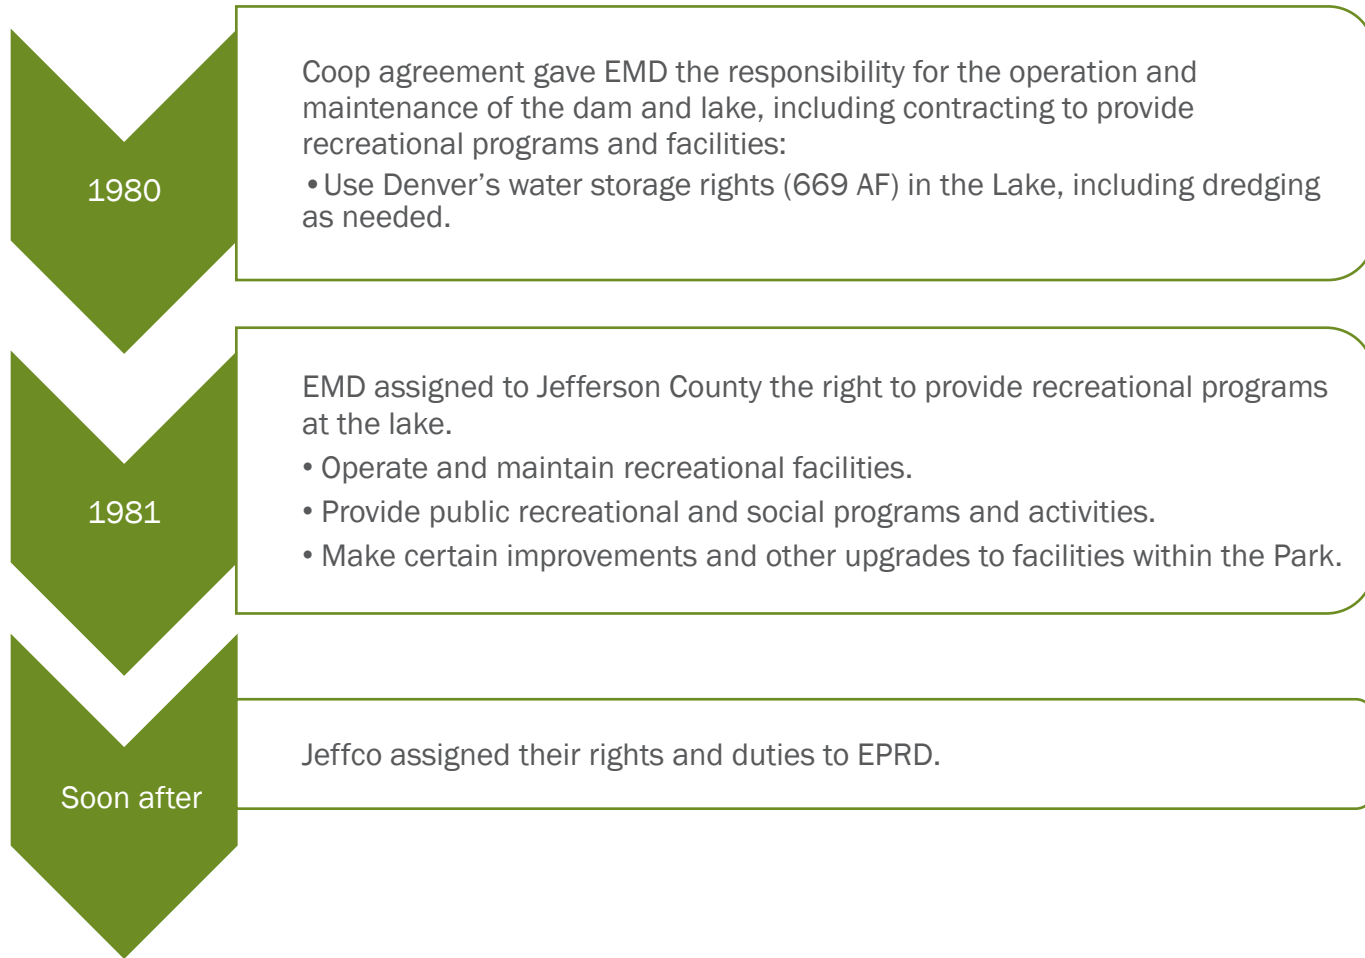 1980
Coop agreement gave EMD the responsibility for the operation and
maintenance of the dam and lake, including contracting to provide
recreational programs and facilities:
•Use Denver’s water storage rights (669 AF) in the Lake, including dredging
as needed.
1981
EMD assigned to Jefferson County the right to provide recreational programs
at the lake.
• Operate and maintain recreational facilities.
• Provide public recreational and social programs and activities.
• Make certain improvements and other upgrades to facilities within the Park.
Soon after
Jeffco assigned their rights and duties to EPRD.